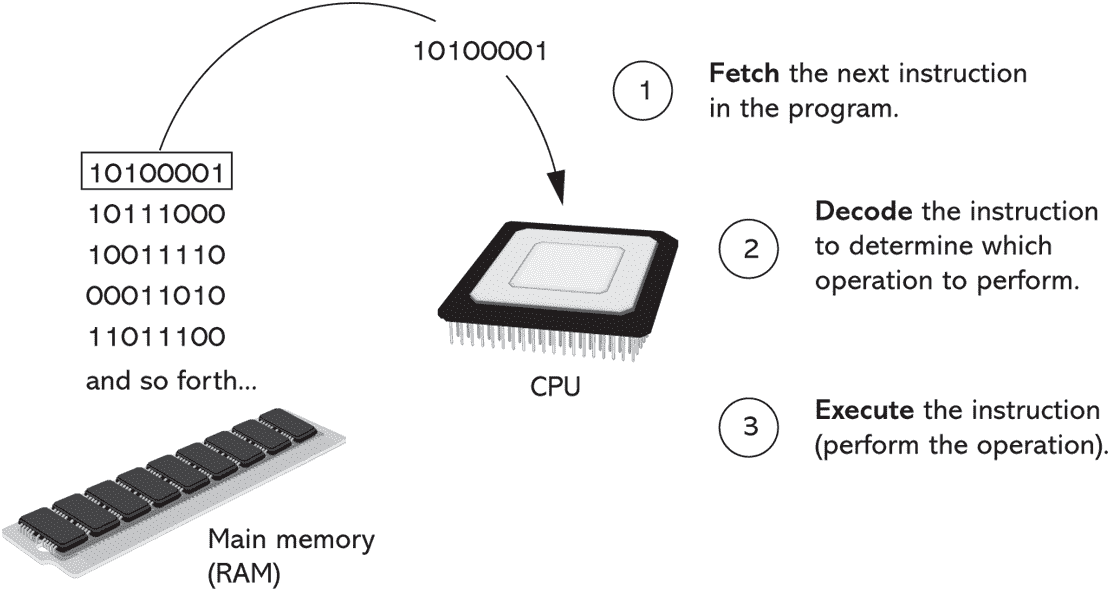 10100001
1
Fetch the next instruction
in the program.
10100001
10111000
10011110
00011010
11011100
and so forth...
2
Decode the instruction
to determine which
operation to perform.
CPU
3
Execute the instruction
(perform the operation).
Main memory
(RAM)